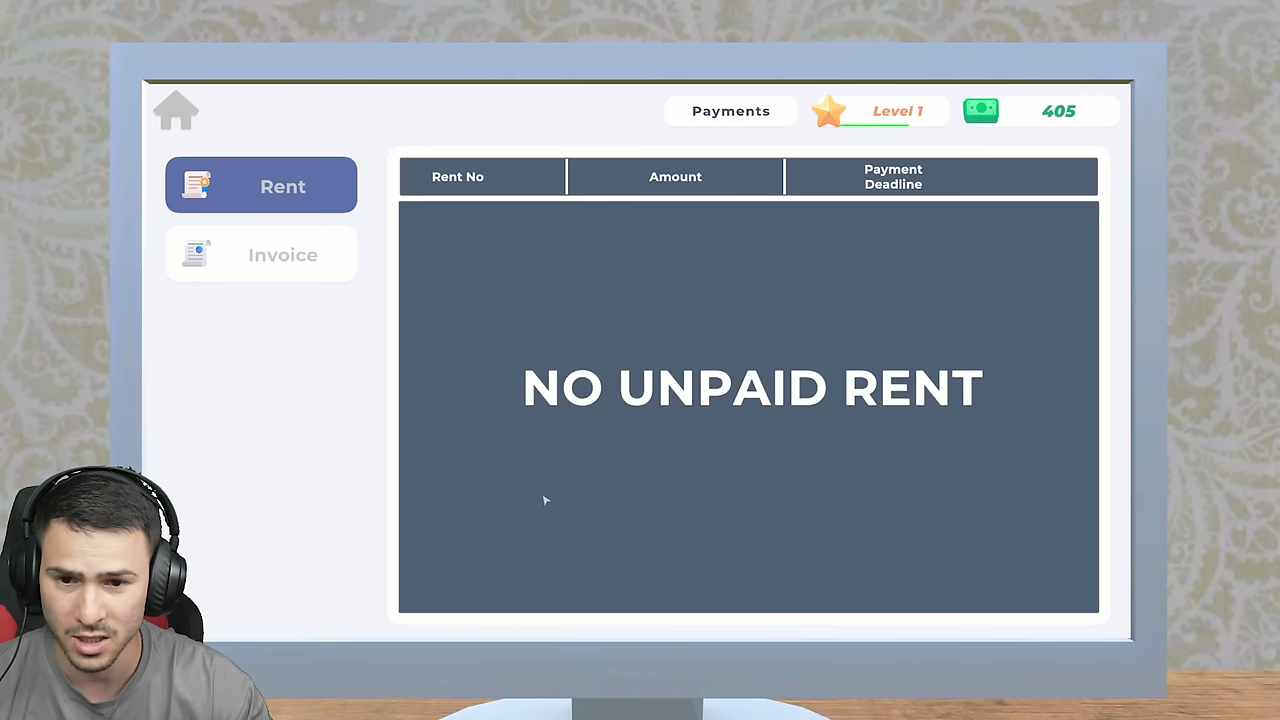 Payments
Level 1
405
Rent
Invoice
Rent No
Amount
Payment
Deadline
NO UNPAID RENT